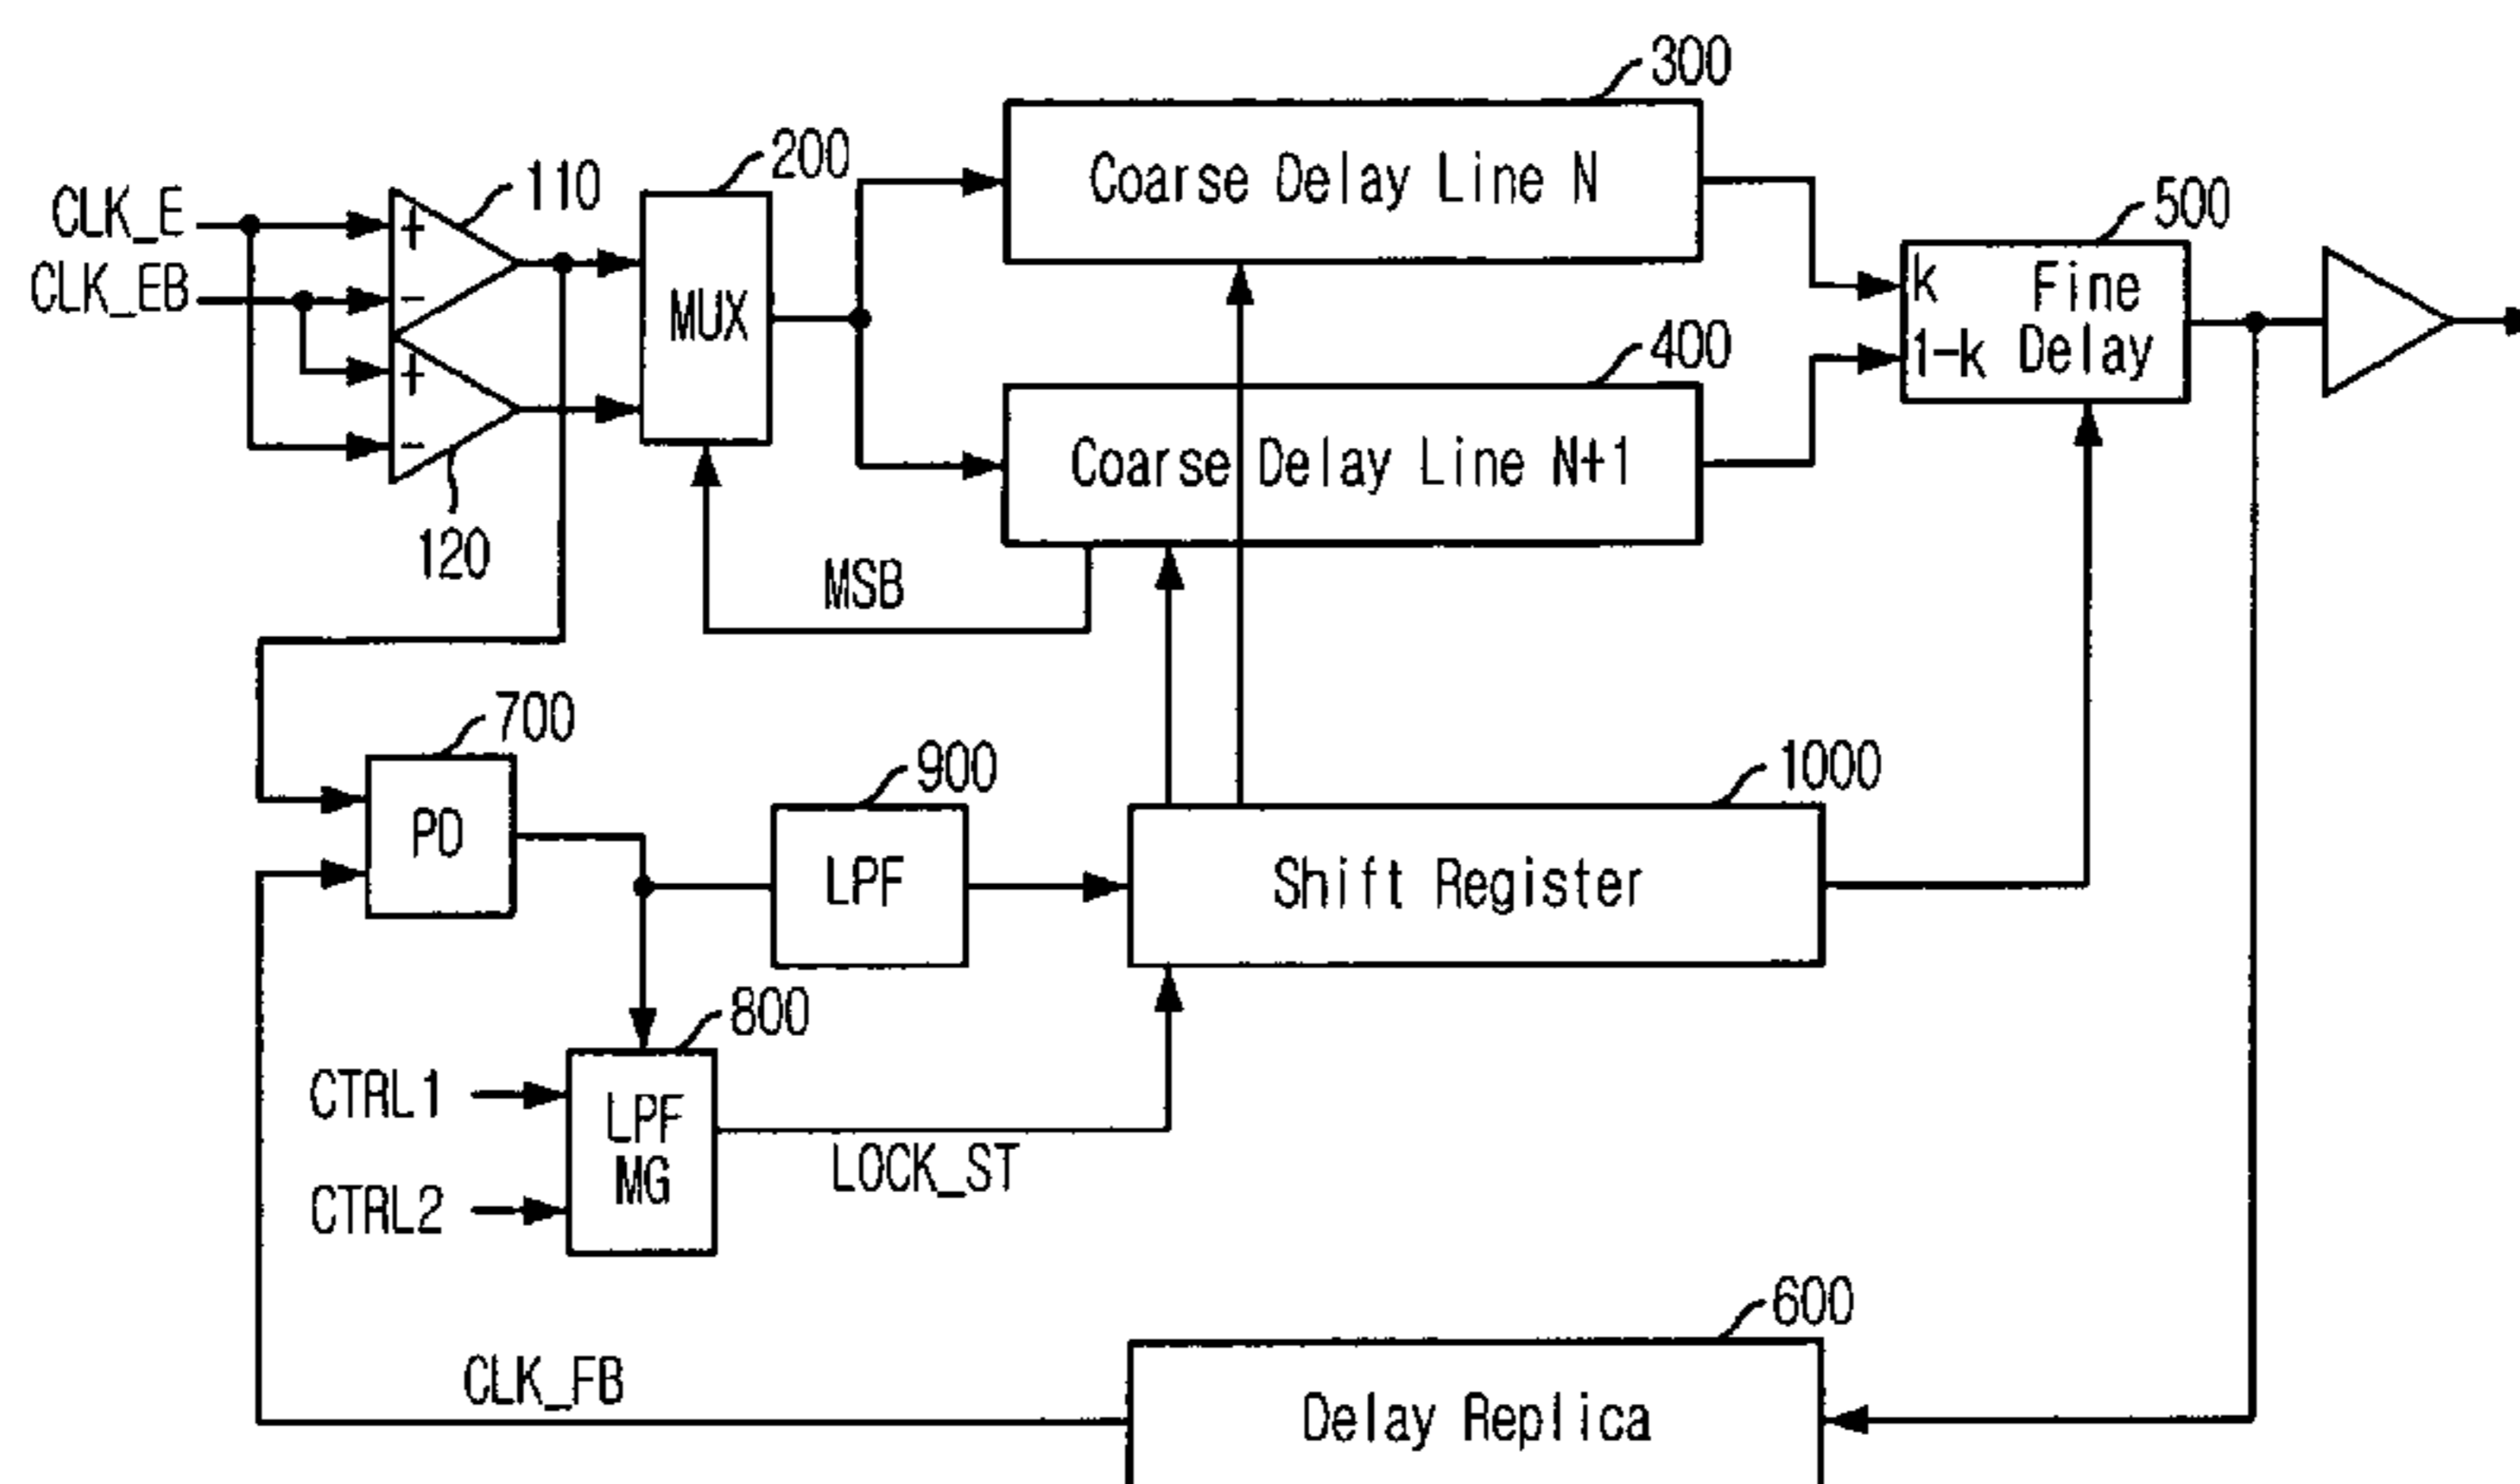 300
200
110
Coarse Delay Line N
CLK_E
+
500
CLK_EB
-
MUX
k
Fine
Delay
1-k
400
+
-
Coarse Delay Line N+1
120
MSB
700
900
1000
PD
LPF
Shift Register
800
CTRL1
LPF
MG
CTRL2
LOCK_ST
600
CLK_FB
Delay Replica